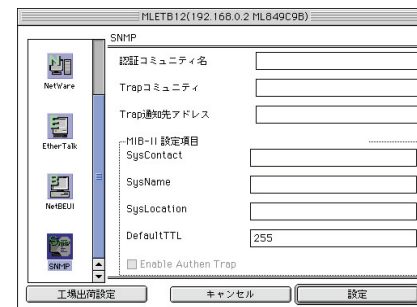 MLETB12(192.168.0.2 ML849C9B)
SNMP
NetWare
EtherTalk
NetBEUI
SNMP
認証コミュニティ名
Trapコミュニティ
Trap通知先アドレス
MIB-II 設定項目
SysContact
SysName
SysLocation
DefaultTTL
255
Enable Authen Trap
工場出荷設定
キャンセル
設定